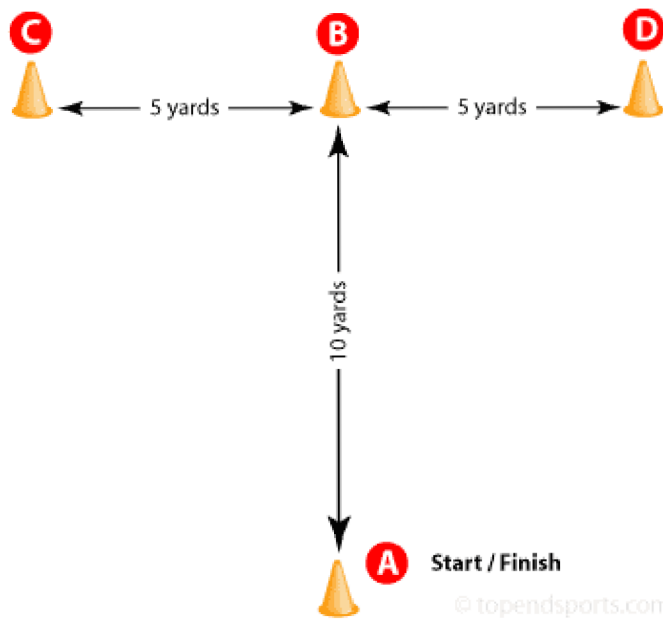 C B D
5 yards 5 yards
10 yards
A Start / Finish
© topendsports.com